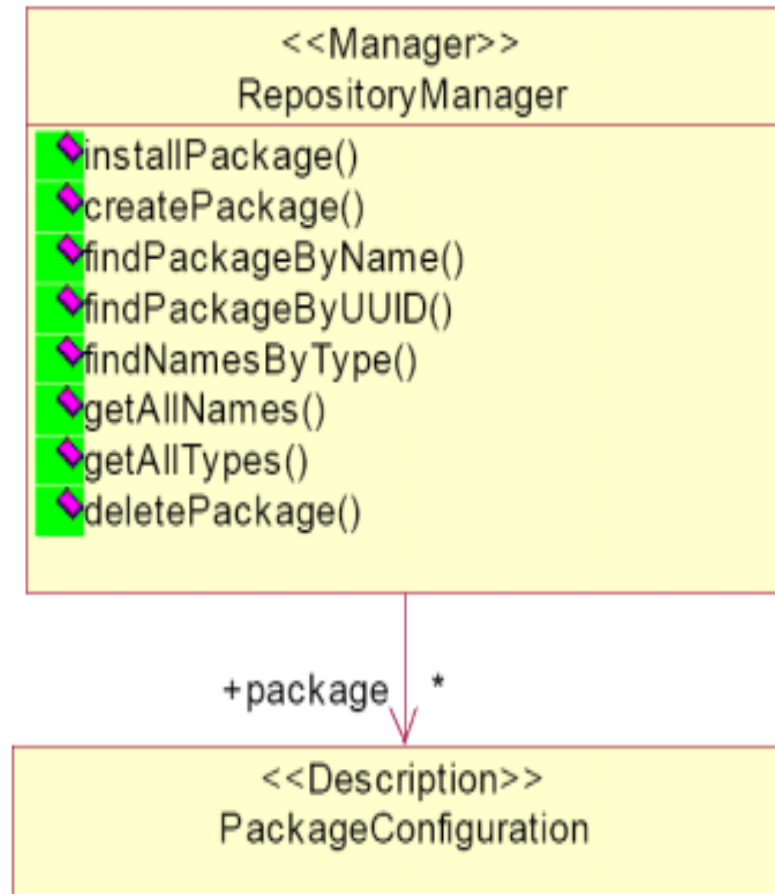 <<Manager>>
RepositoryManager
installPackage()
createPackage()
findPackageByName()
findPackageByUUID()
findNamesByType()
getAllNames()
getAllTypes()
deletePackage()
+package *
<<Description>>
PackageConfiguration